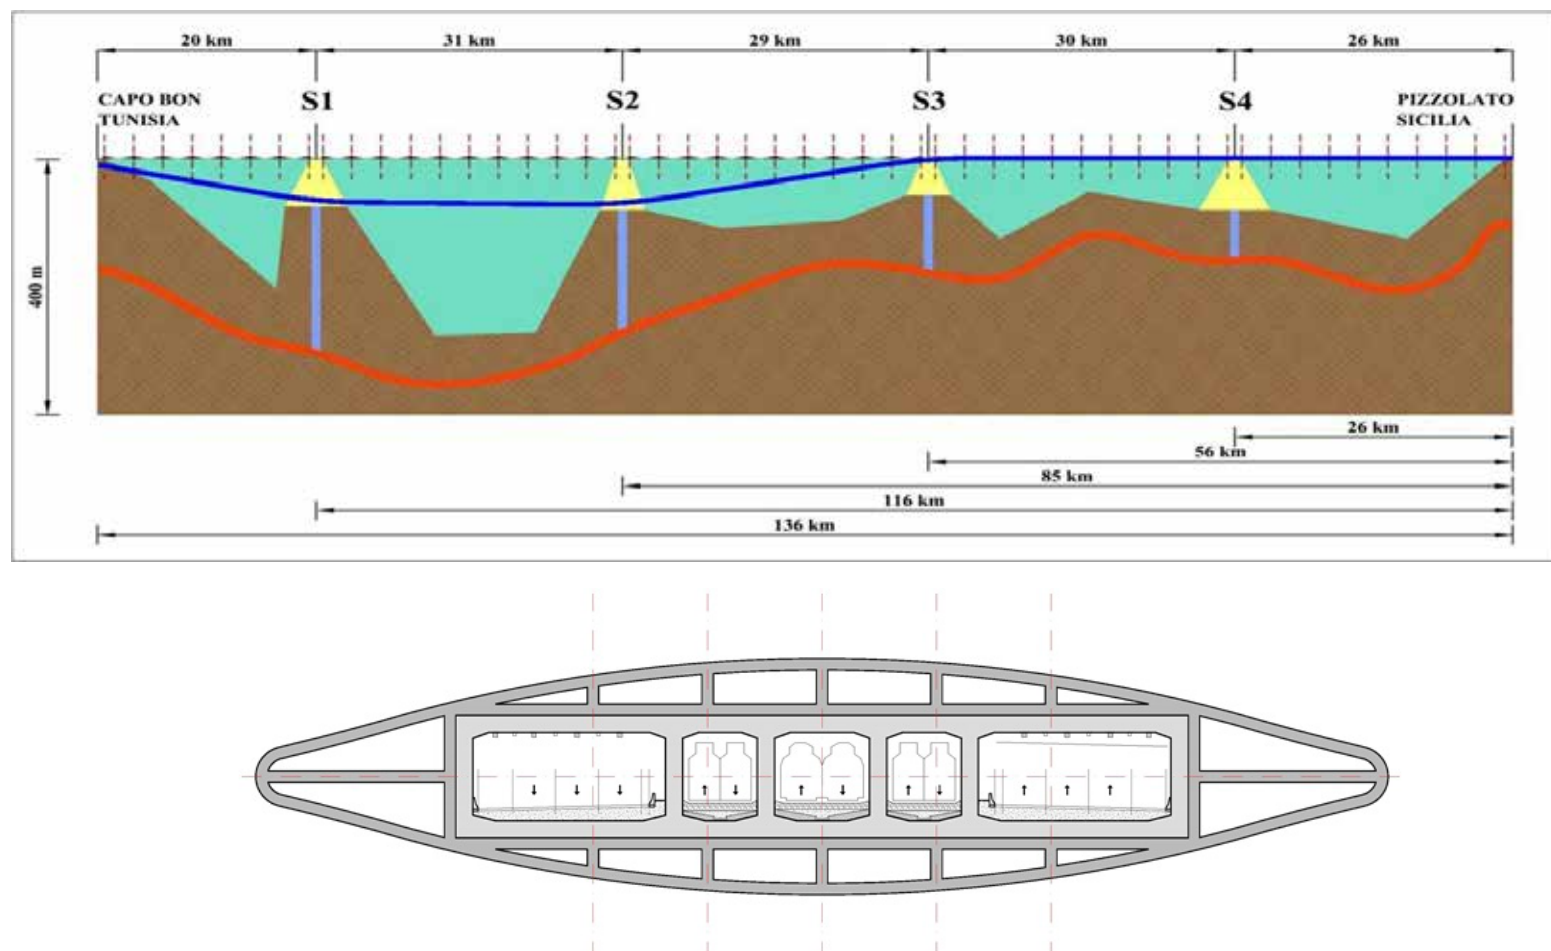 20 km 31 km 29 km 30 km 26 km
CAPO BON
TUNISIA
S1 S2 S3 S4
PIZZOLATO
SICILIA
400 m
26 km
56 km
85 km
116 km
136 km